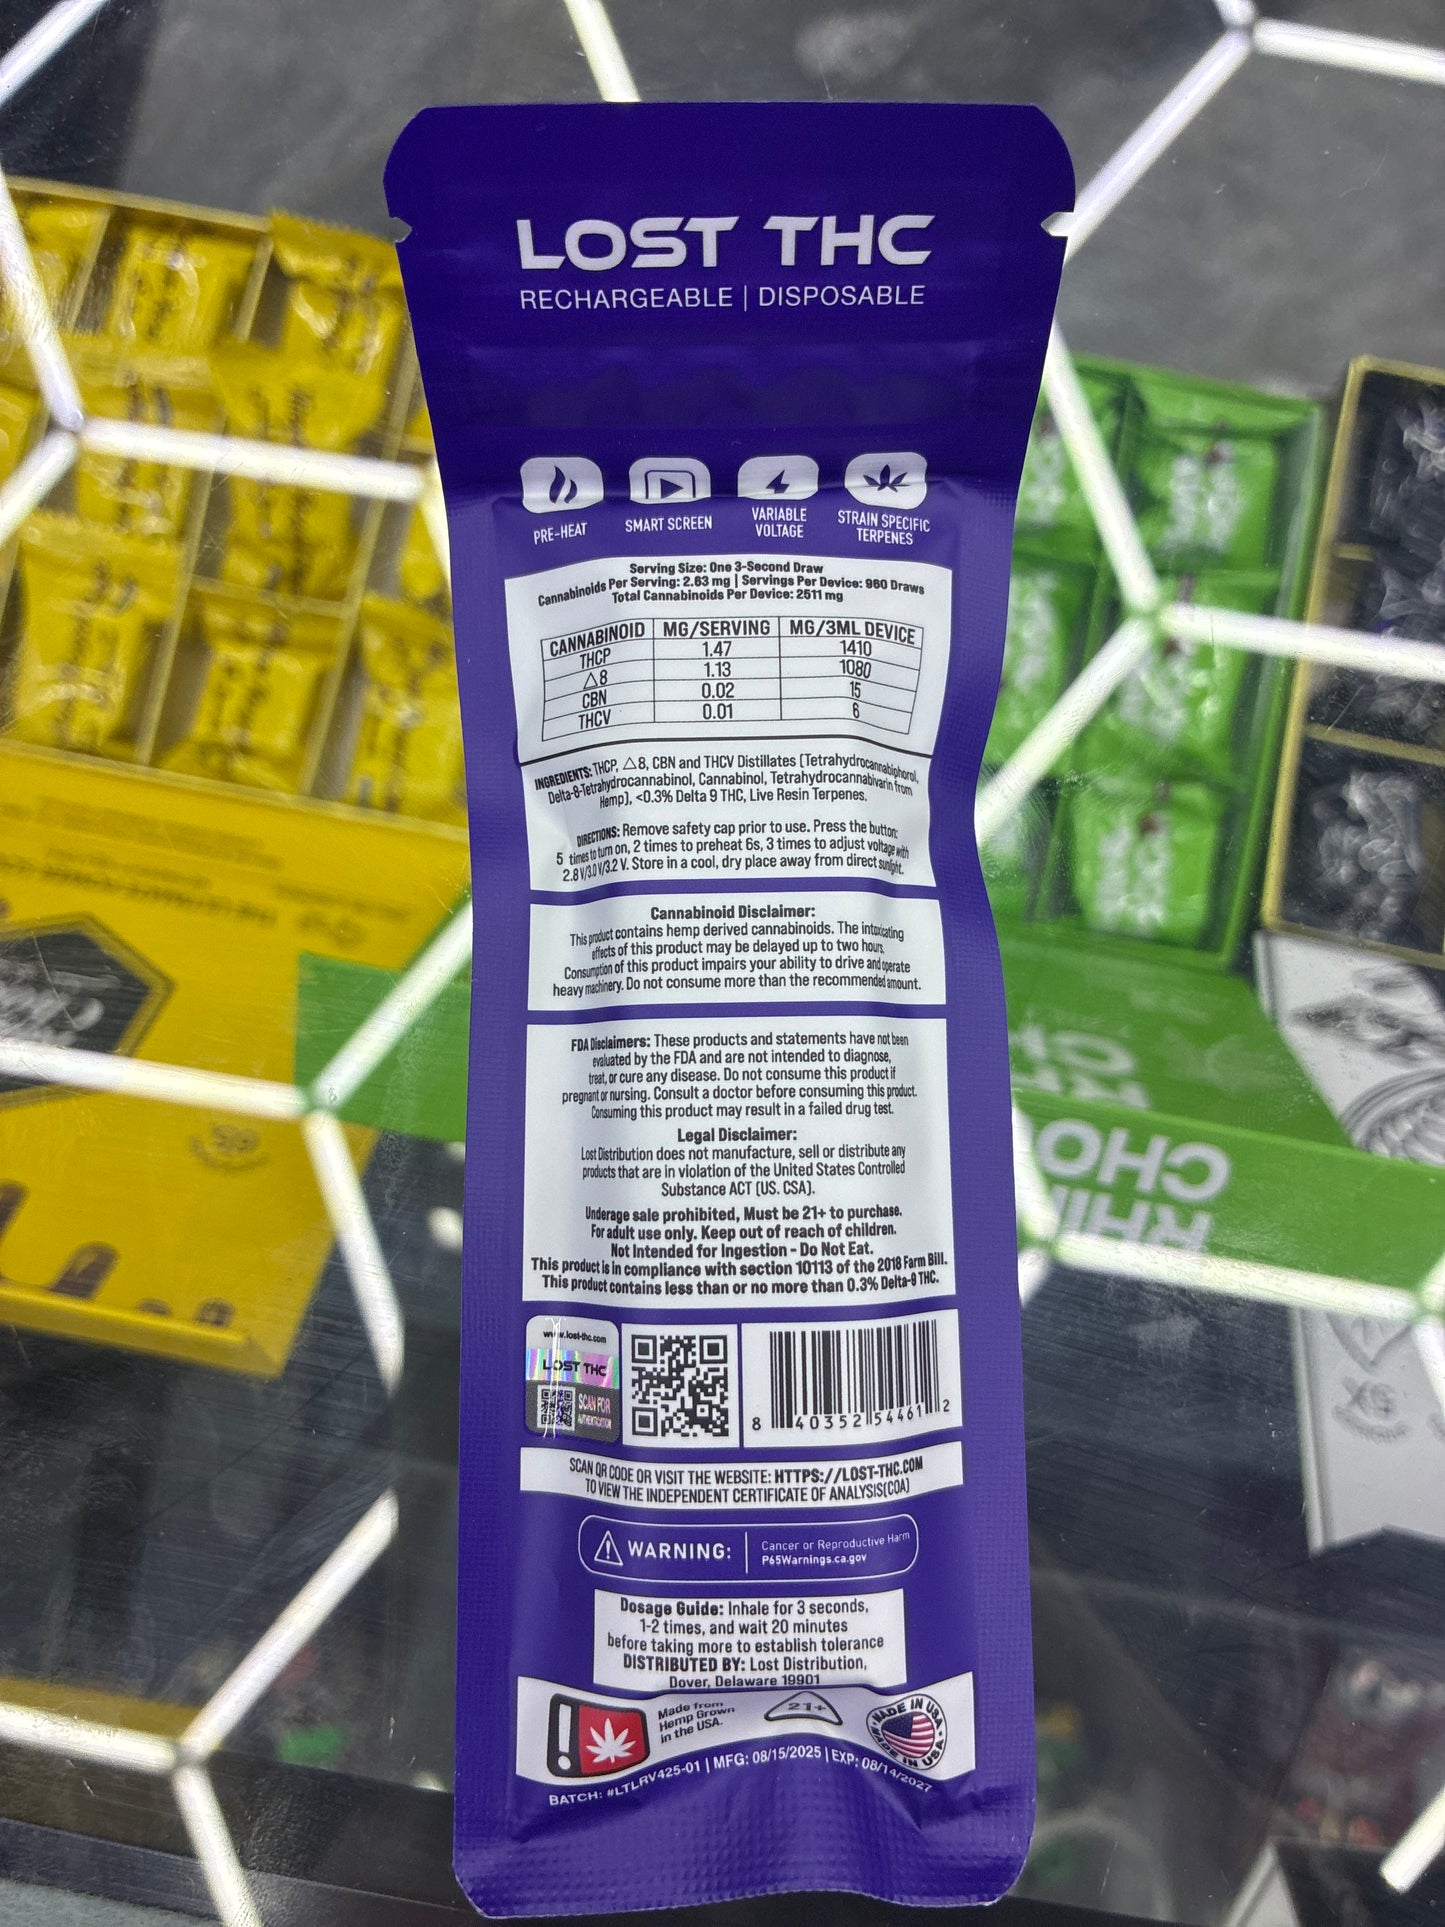 LOST THC
RECHARGEABLE | DISPOSABLE
PRE-HEAT
SMART SCREEN
VARIABLE
VOLTAGE
STRAIN SPECIFIC
TERPENES
Serving Size: One 3-Second Draw
Cannabinoids Per Serving: 2.63 mg | Servings Per Device: 960 Draws
Total Cannabinoids Per Device: 2511 mg
CANNABINOID MG/SERVING MG/3ML DEVICE
THCP 1.47 1410
△8 1.13 1080
CBN 0.02 15
THCV 0.01 6
INGREDIENTS: THCP, △8, CBN and THCV Distillates (Tetrahydrocannabiphorol,
Delta-8-Tetrahydrocannabinol, Cannabinol, Tetrahydrocannabivarin from
Hemp), <0.3% Delta 9 THC, Live Resin Terpenes.
DIRECTIONS: Remove safety cap prior to use. Press the button:
5 times to turn on, 2 times to preheat 6s, 3 times to adjust voltage with
2.8 V/3.0 V/3.2 V. Store in a cool, dry place away from direct sunlight.
Cannabinoid Disclaimer:
This product contains hemp derived cannabinoids. The intoxicating
effects of this product may be delayed up to two hours.
Consumption of this product impairs your ability to drive and operate
heavy machinery. Do not consume more than the recommended amount.
FDA Disclaimers: These products and statements have not been
evaluated by the FDA and are not intended to diagnose,
treat, or cure any disease. Do not consume this product if
pregnant or nursing. Consult a doctor before consuming this product.
Consuming this product may result in a failed drug test.
Legal Disclaimer:
Lost Distribution does not manufacture, sell or distribute any
products that are in violation of the United States Controlled
Substance ACT (US. CSA).
Underage sale prohibited, Must be 21+ to purchase.
For adult use only. Keep out of reach of children.
Not Intended for Ingestion - Do Not Eat.
This product is in compliance with section 10113 of the 2018 Farm Bill.
This product contains less than or no more than 0.3% Delta-9 THC.
www.lost-thc.com
LOST THC
SCAN FOR
AUTHENTICATION
8 40352 54461 2
SCAN QR CODE OR VISIT THE WEBSITE: HTTPS://LOST-THC.COM
TO VIEW THE INDEPENDENT CERTIFICATE OF ANALYSIS(COA)
WARNING:
Cancer or Reproductive Harm
P65Warnings.ca.gov
Dosage Guide: Inhale for 3 seconds,
1-2 times, and wait 20 minutes
before taking more to establish tolerance
DISTRIBUTED BY: Lost Distribution,
Dover, Delaware 19901
!
Made from
Hemp Grown
in the USA.
21+
MADE IN USA
MADE IN USA
BATCH: #LTLRV425-01 | MFG: 08/15/2025 | EXP: 08/14/2027